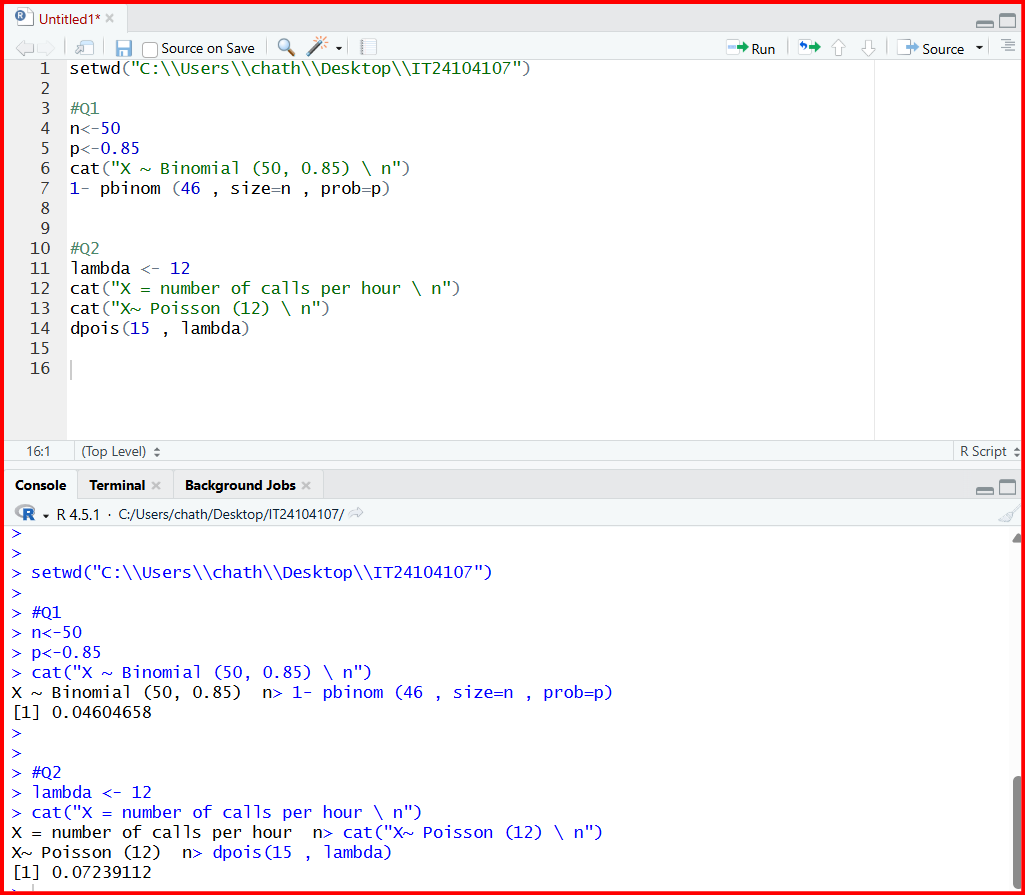 Untitled1*
Source on Save
Run
Source
1 setwd("C:\\Users\\chath\\Desktop\\IT24104107")
2
3 #Q1
4 n<-50
5 p<-0.85
6 cat("X ~ Binomial (50, 0.85) \ n")
7 1- pbinom (46 , size=n , prob=p)
8
9
10 #Q2
11 lambda <- 12
12 cat("X = number of calls per hour \ n")
13 cat("X~ Poisson (12) \ n")
14 dpois(15 , lambda)
15
16
16:1 (Top Level) R Script
Console Terminal Background Jobs
R R 4.5.1 · C:/Users/chath/Desktop/IT24104107/
>
>
> setwd("C:\\Users\\chath\\Desktop\\IT24104107")
>
> #Q1
> n<-50
> p<-0.85
> cat("X ~ Binomial (50, 0.85) \ n")
X ~ Binomial (50, 0.85)  n> 1- pbinom (46 , size=n , prob=p)
[1] 0.04604658
>
>
> #Q2
> lambda <- 12
> cat("X = number of calls per hour \ n")
X = number of calls per hour  n> cat("X~ Poisson (12) \ n")
X~ Poisson (12)  n> dpois(15 , lambda)
[1] 0.07239112
>